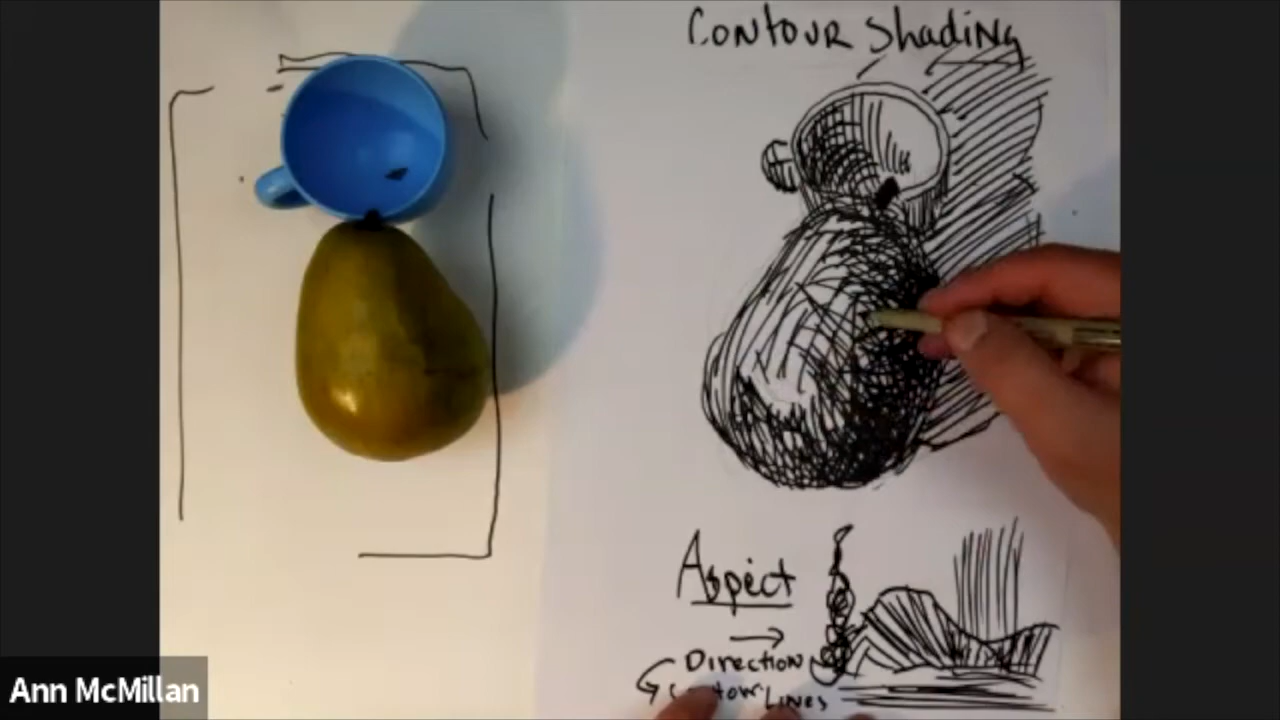 Contour Shading
Aspect
Direction
Lines
Ann McMillan